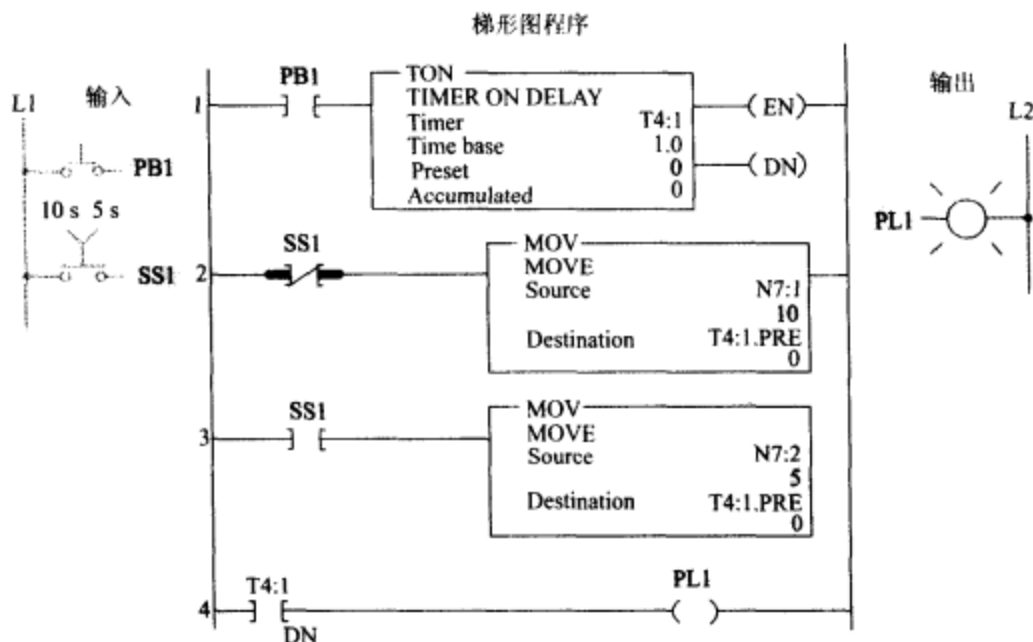 梯形图程序
L1
输入
PB1
10 s 5 s
SS1
1
PB1
TON
TIMER ON DELAY
Timer T4:1
Time base 1.0
Preset 0
Accumulated 0
EN
DN
2
SS1
MOV
MOVE
Source N7:1
10
Destination T4:1.PRE
0
3
SS1
MOV
MOVE
Source N7:2
5
Destination T4:1.PRE
0
4
T4:1
DN
PL1
输出
L2
PL1